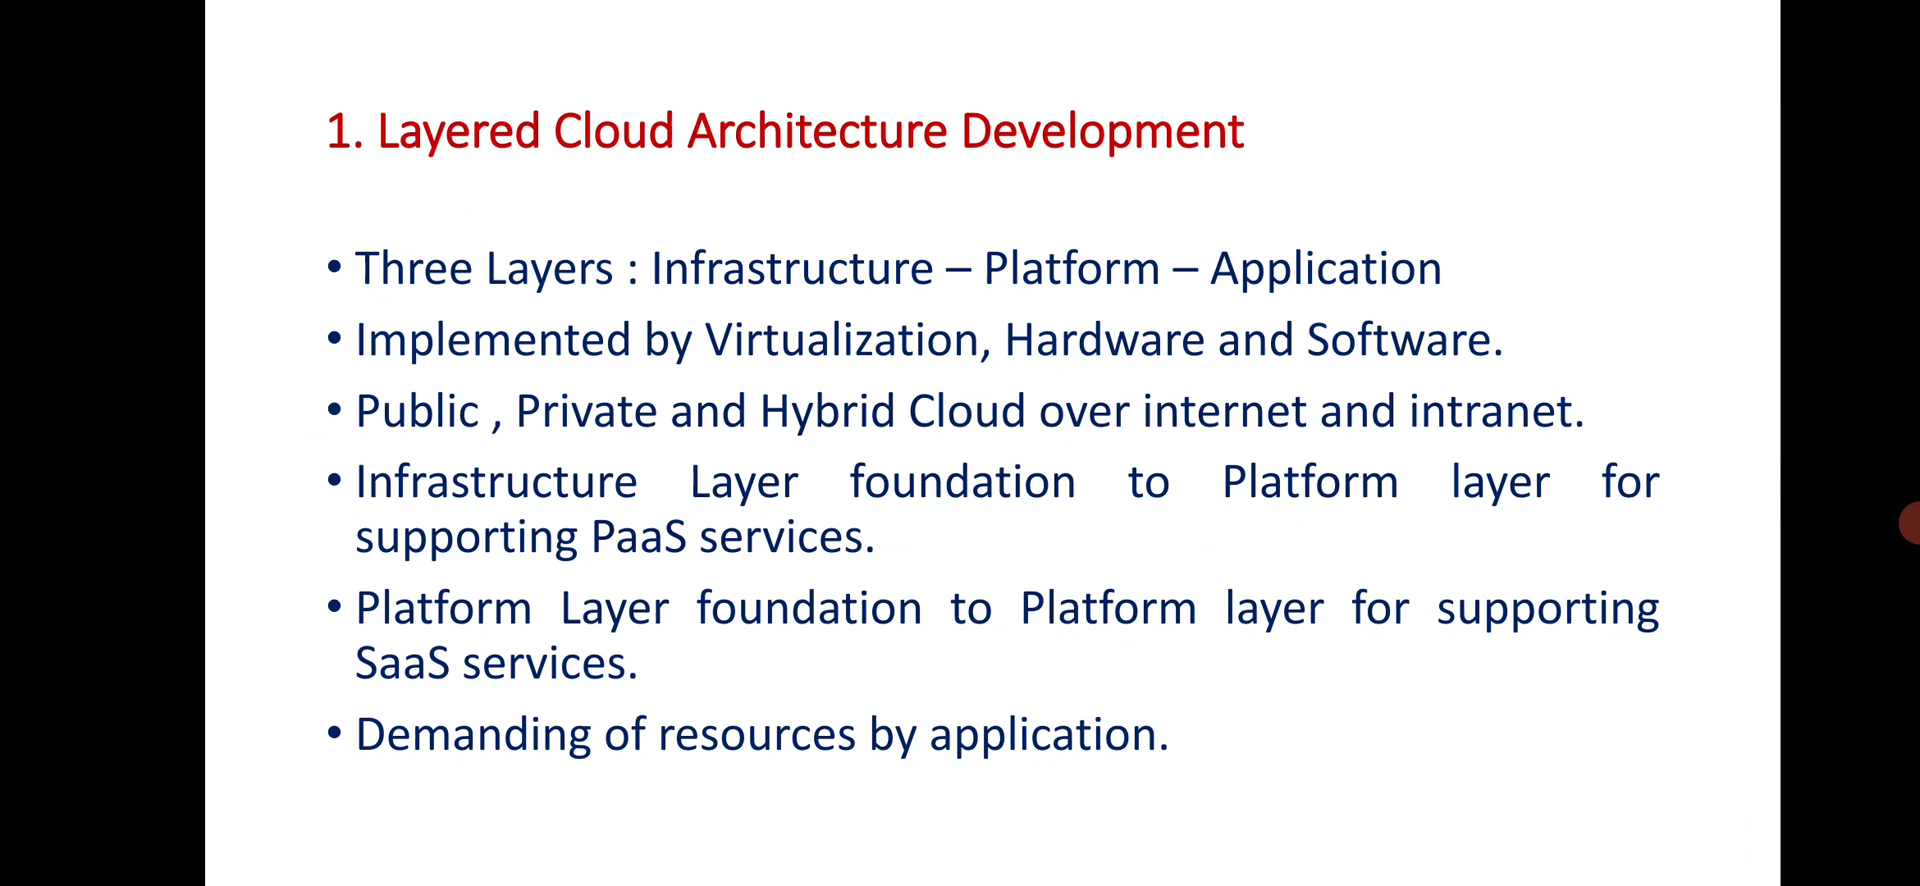 1. Layered Cloud Architecture Development
• Three Layers : Infrastructure – Platform – Application
• Implemented by Virtualization, Hardware and Software.
• Public , Private and Hybrid Cloud over internet and intranet.
• Infrastructure Layer foundation to Platform layer for
supporting PaaS services.
• Platform Layer foundation to Platform layer for supporting
SaaS services.
• Demanding of resources by application.